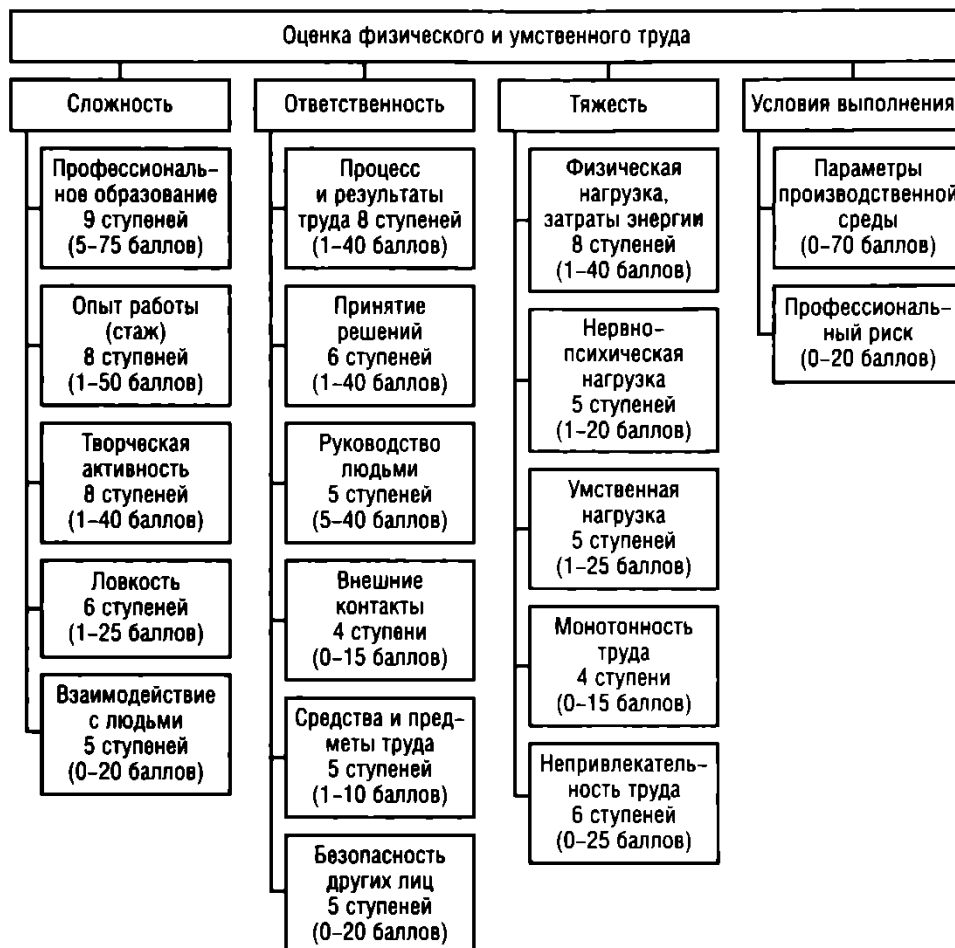 Оценка физического и умственного труда
Сложность
Профессиональ-
ное образование
9 ступеней
(5–75 баллов)
Опыт работы
(стаж)
8 ступеней
(1–50 баллов)
Творческая
активность
8 ступеней
(1–40 баллов)
Ловкость
6 ступеней
(1–25 баллов)
Взаимодействие
с людьми
5 ступеней
(0–20 баллов)
Ответственность
Процесс
и результаты
труда 8 ступеней
(1–40 баллов)
Принятие
решений
6 ступеней
(1–40 баллов)
Руководство
людьми
5 ступеней
(5–40 баллов)
Внешние
контакты
4 ступени
(0–15 баллов)
Средства и пред-
меты труда
5 ступеней
(1–10 баллов)
Безопасность
других лиц
5 ступеней
(0–20 баллов)
Тяжесть
Физическая
нагрузка,
затраты энергии
8 ступеней
(1–40 баллов)
Нервно-
психическая
нагрузка
5 ступеней
(1–20 баллов)
Умственная
нагрузка
5 ступеней
(1–25 баллов)
Монотонность
труда
4 ступени
(0–15 баллов)
Непривлекатель-
ность труда
6 ступеней
(0–25 баллов)
Условия выполнения
Параметры
производственной
среды
(0–70 баллов)
Профессиональ-
ный риск
(0–20 баллов)